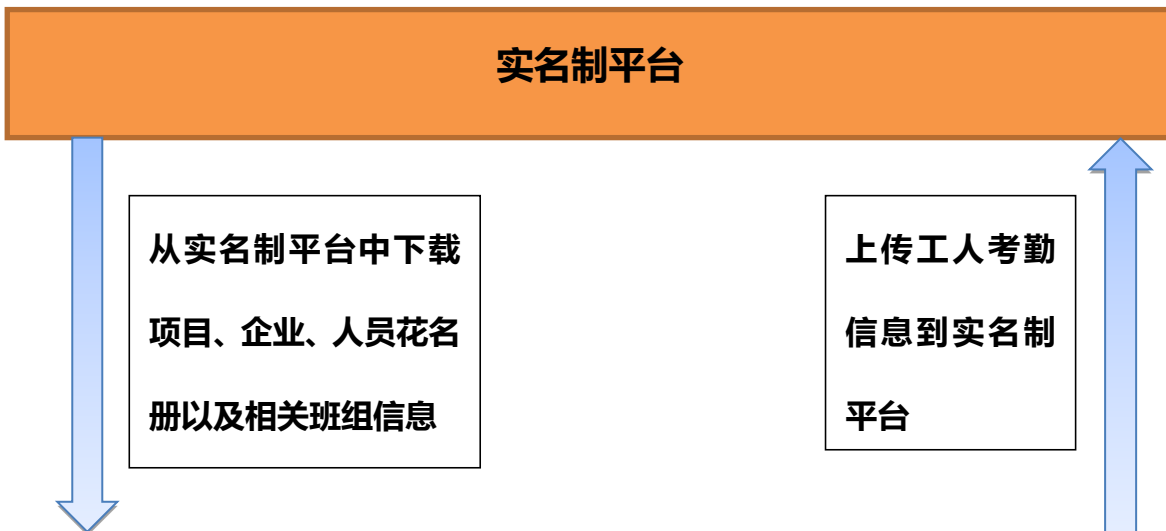 实名制平台
从实名制平台中下载
项目、企业、人员花名
册以及相关班组信息
上传工人考勤
信息到实名制
平台